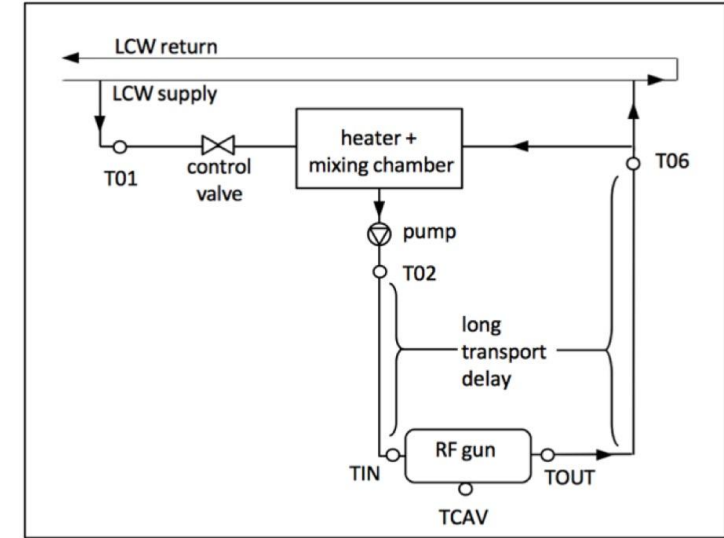 LCW return
LCW supply
heater +
mixing chamber
T01
control
valve
T06
pump
T02
long
transport
delay
RF gun
TIN
TOUT
TCAV